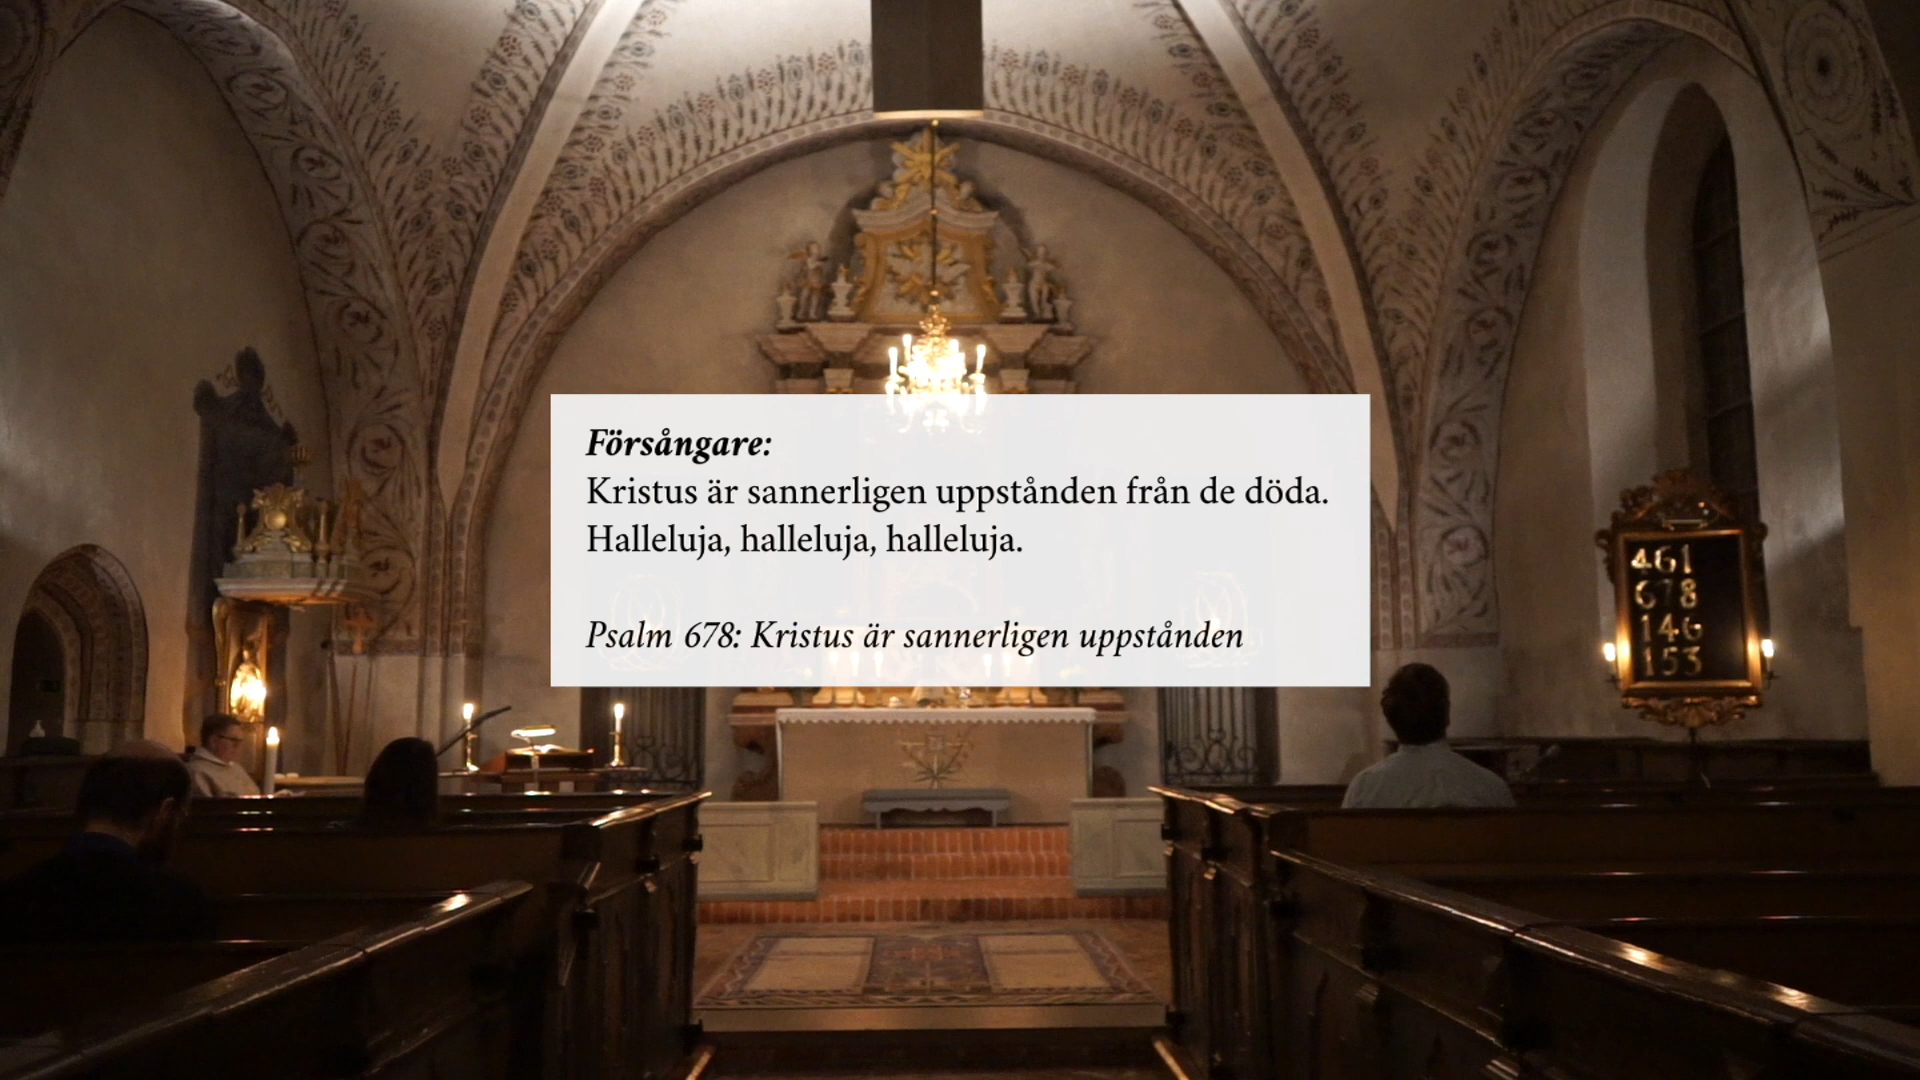 Försångare:
Kristus är sannerligen uppstånden från de döda.
Halleluja, halleluja, halleluja.
Psalm 678: Kristus är sannerligen uppstånden
461
678
146
153